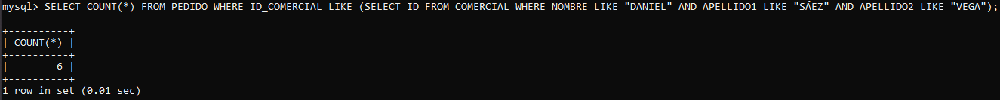 mysql> SELECT COUNT(*) FROM PEDIDO WHERE ID_COMERCIAL LIKE (SELECT ID FROM COMERCIAL WHERE NOMBRE LIKE "DANIEL" AND APELLIDO1 LIKE "SÁEZ" AND APELLIDO2 LIKE "VEGA");
+----------+
| COUNT(*) |
+----------+
|        6 |
+----------+
1 row in set (0.01 sec)